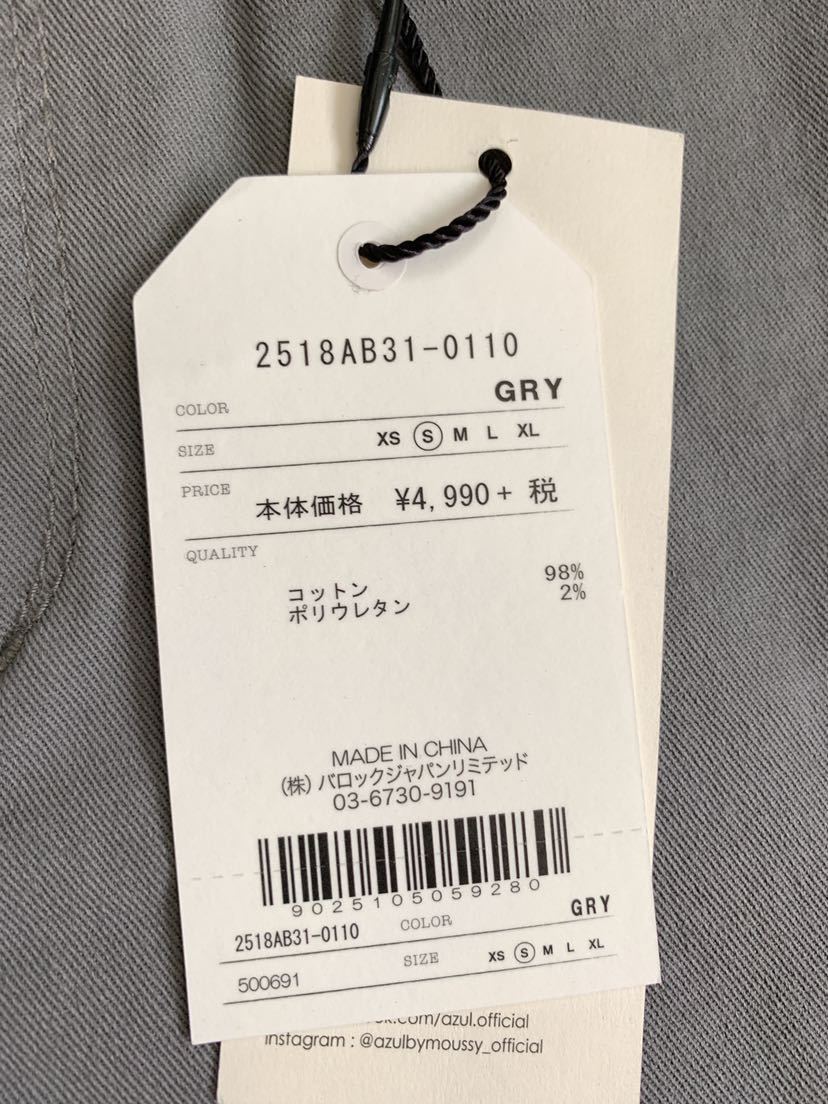 2518AB31-0110
COLOR GRY
SIZE XS S M L XL
PRICE 本体価格 ¥4,990+ 税
QUALITY
コットン 98%
ポリウレタン 2%
MADE IN CHINA
(株)バロックジャパンリミテッド
03-6730-9191
9025105059280
2518AB31-0110 COLOR GRY
500691 SIZE XS S M L XL
.com/azul.official
instagram : @azulbymoussy_official